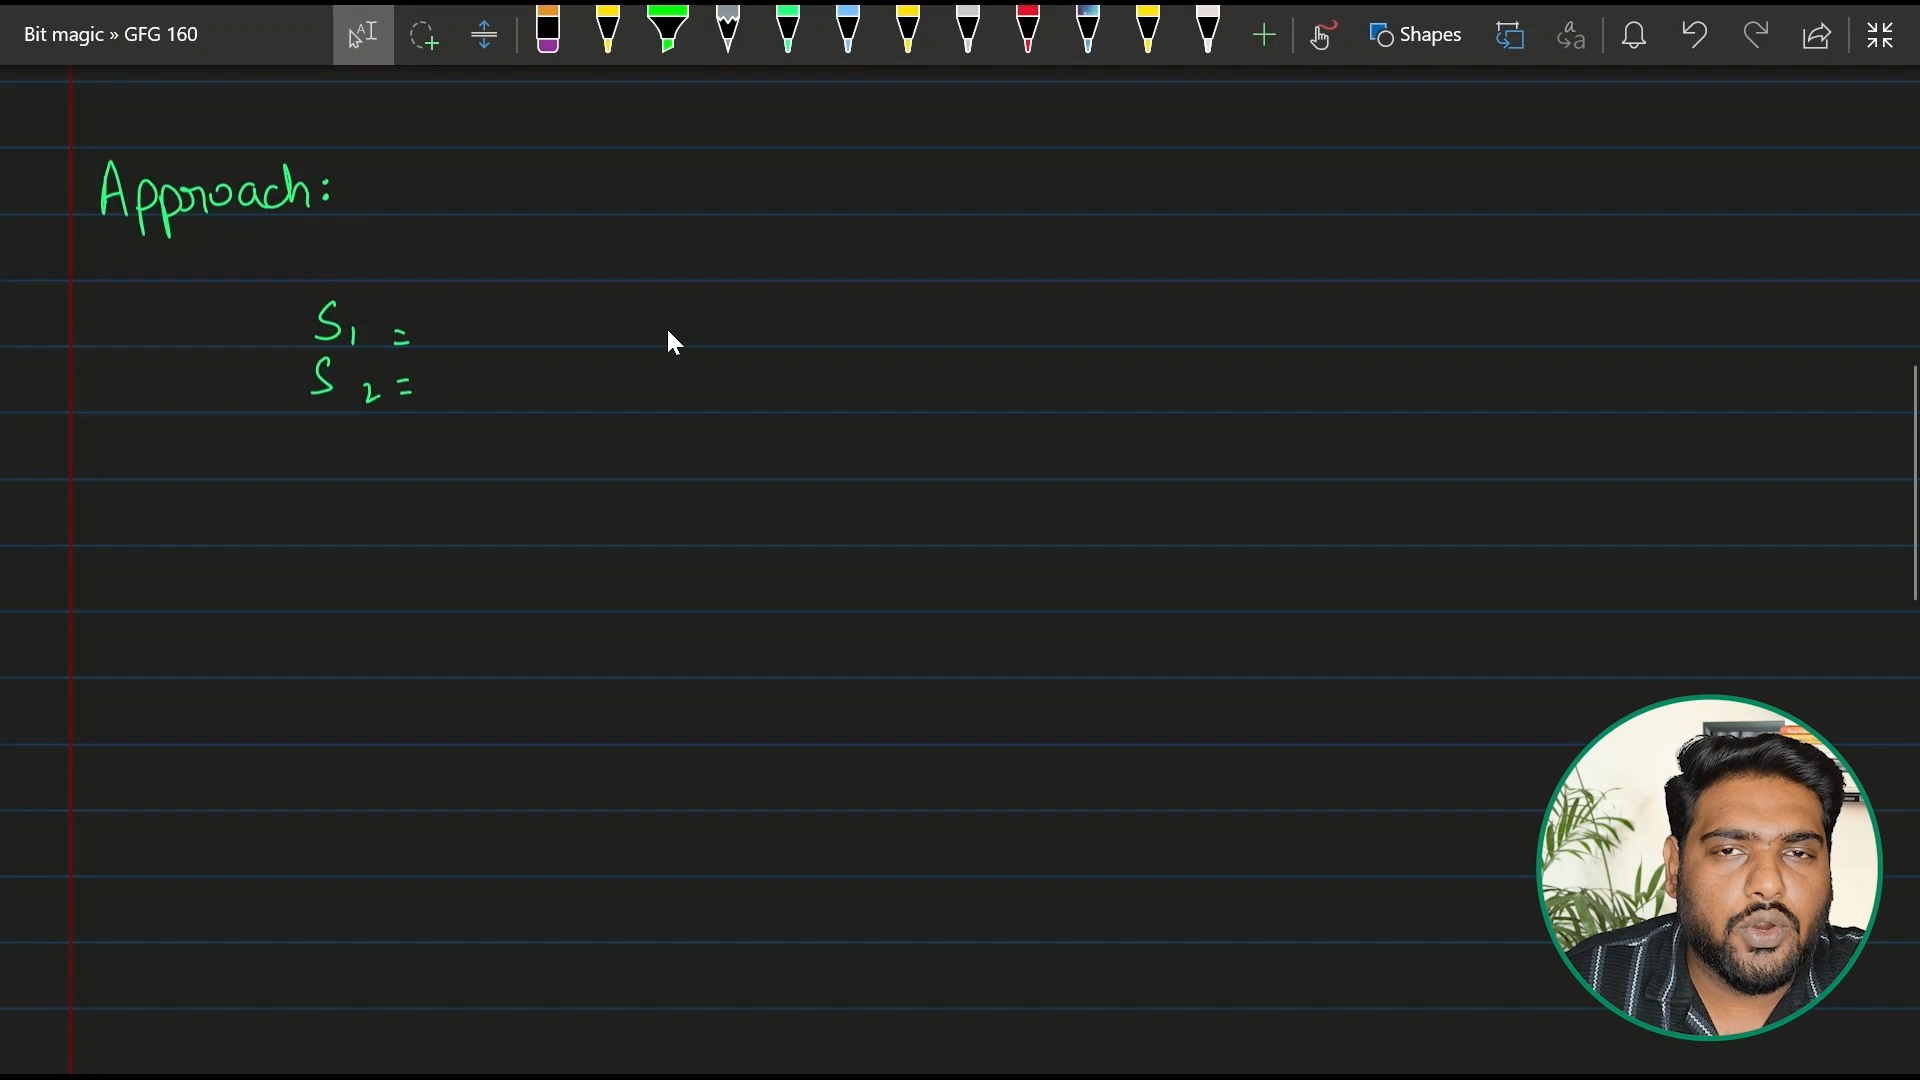 Bit magic » GFG 160
Shapes
Approach:
S1 =
S2 =